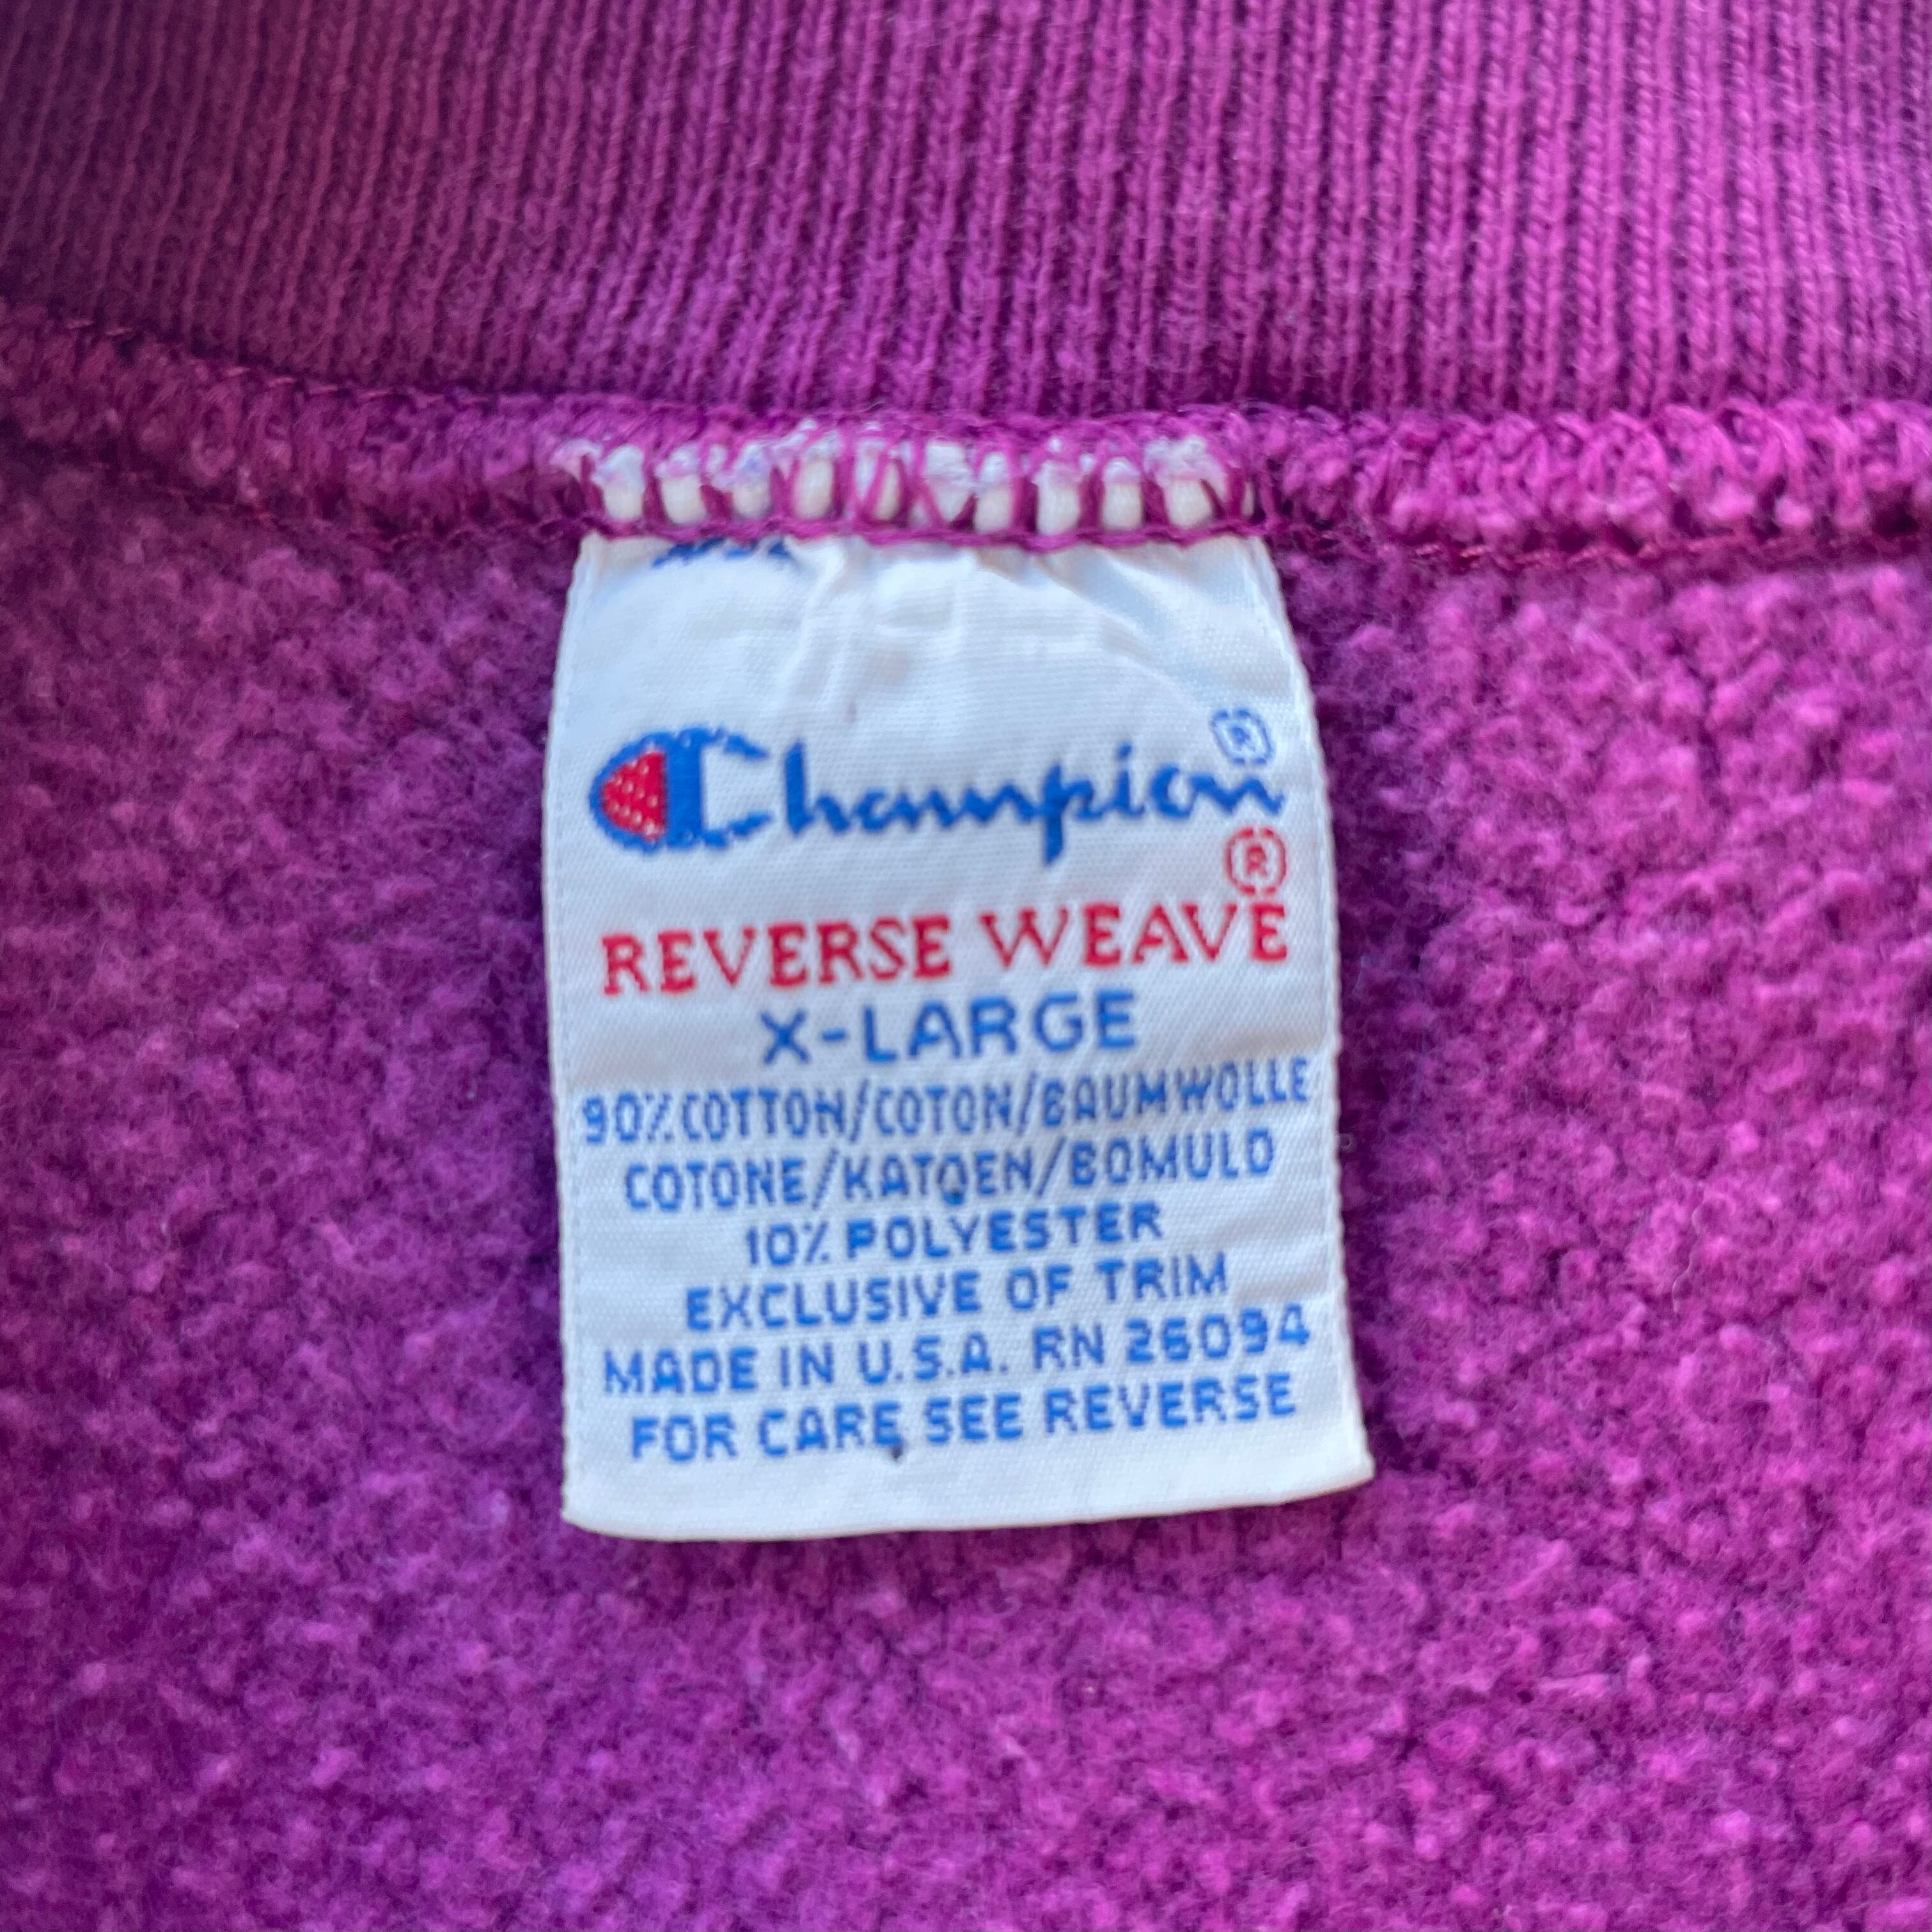 Champion®
REVERSE WEAVE®
X-LARGE
90% COTTON/COTON/BAUMWOLLE
COTONE/KATOEN/BOMULD
10% POLYESTER
EXCLUSIVE OF TRIM
MADE IN U.S.A. RN 26094
FOR CARE SEE REVERSE